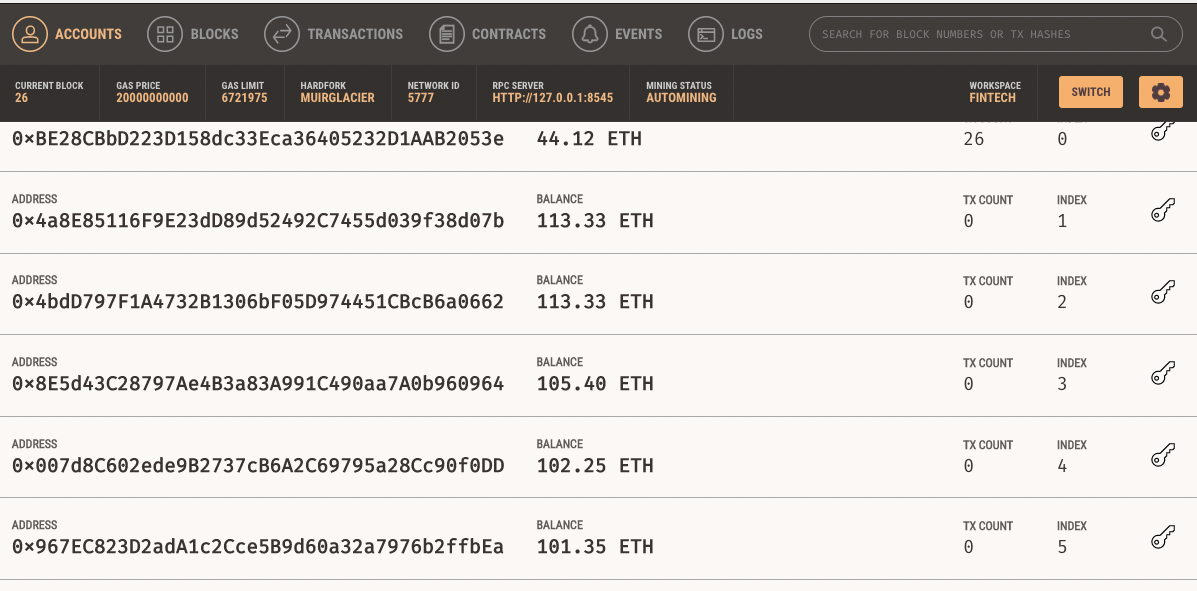 ACCOUNTS
BLOCKS
TRANSACTIONS
CONTRACTS
EVENTS
LOGS
SEARCH FOR BLOCK NUMBERS OR TX HASHES
CURRENT BLOCK
26
GAS PRICE
20000000000
GAS LIMIT
6721975
HARDFORK
MUIRGLACIER
NETWORK ID
5777
RPC SERVER
HTTP://127.0.0.1:8545
MINING STATUS
AUTOMINING
WORKSPACE
FINTECH
SWITCH
0×BE28CBbD223D158dc33Eca36405232D1AAB2053e 44.12 ETH 26 0
ADDRESS BALANCE TX COUNT INDEX
0×4a8E85116F9E23dD89d52492C7455d039f38d07b 113.33 ETH 0 1
ADDRESS BALANCE TX COUNT INDEX
0×4bdD797F1A4732B1306bF05D974451CBcB6a0662 113.33 ETH 0 2
ADDRESS BALANCE TX COUNT INDEX
0×8E5d43C28797Ae4B3a83A991C490aa7A0b960964 105.40 ETH 0 3
ADDRESS BALANCE TX COUNT INDEX
0×007d8C602ede9B2737cB6A2C69795a28Cc90f0DD 102.25 ETH 0 4
ADDRESS BALANCE TX COUNT INDEX
0×967EC823D2adA1c2Cce5B9d60a32a7976b2ffbEa 101.35 ETH 0 5